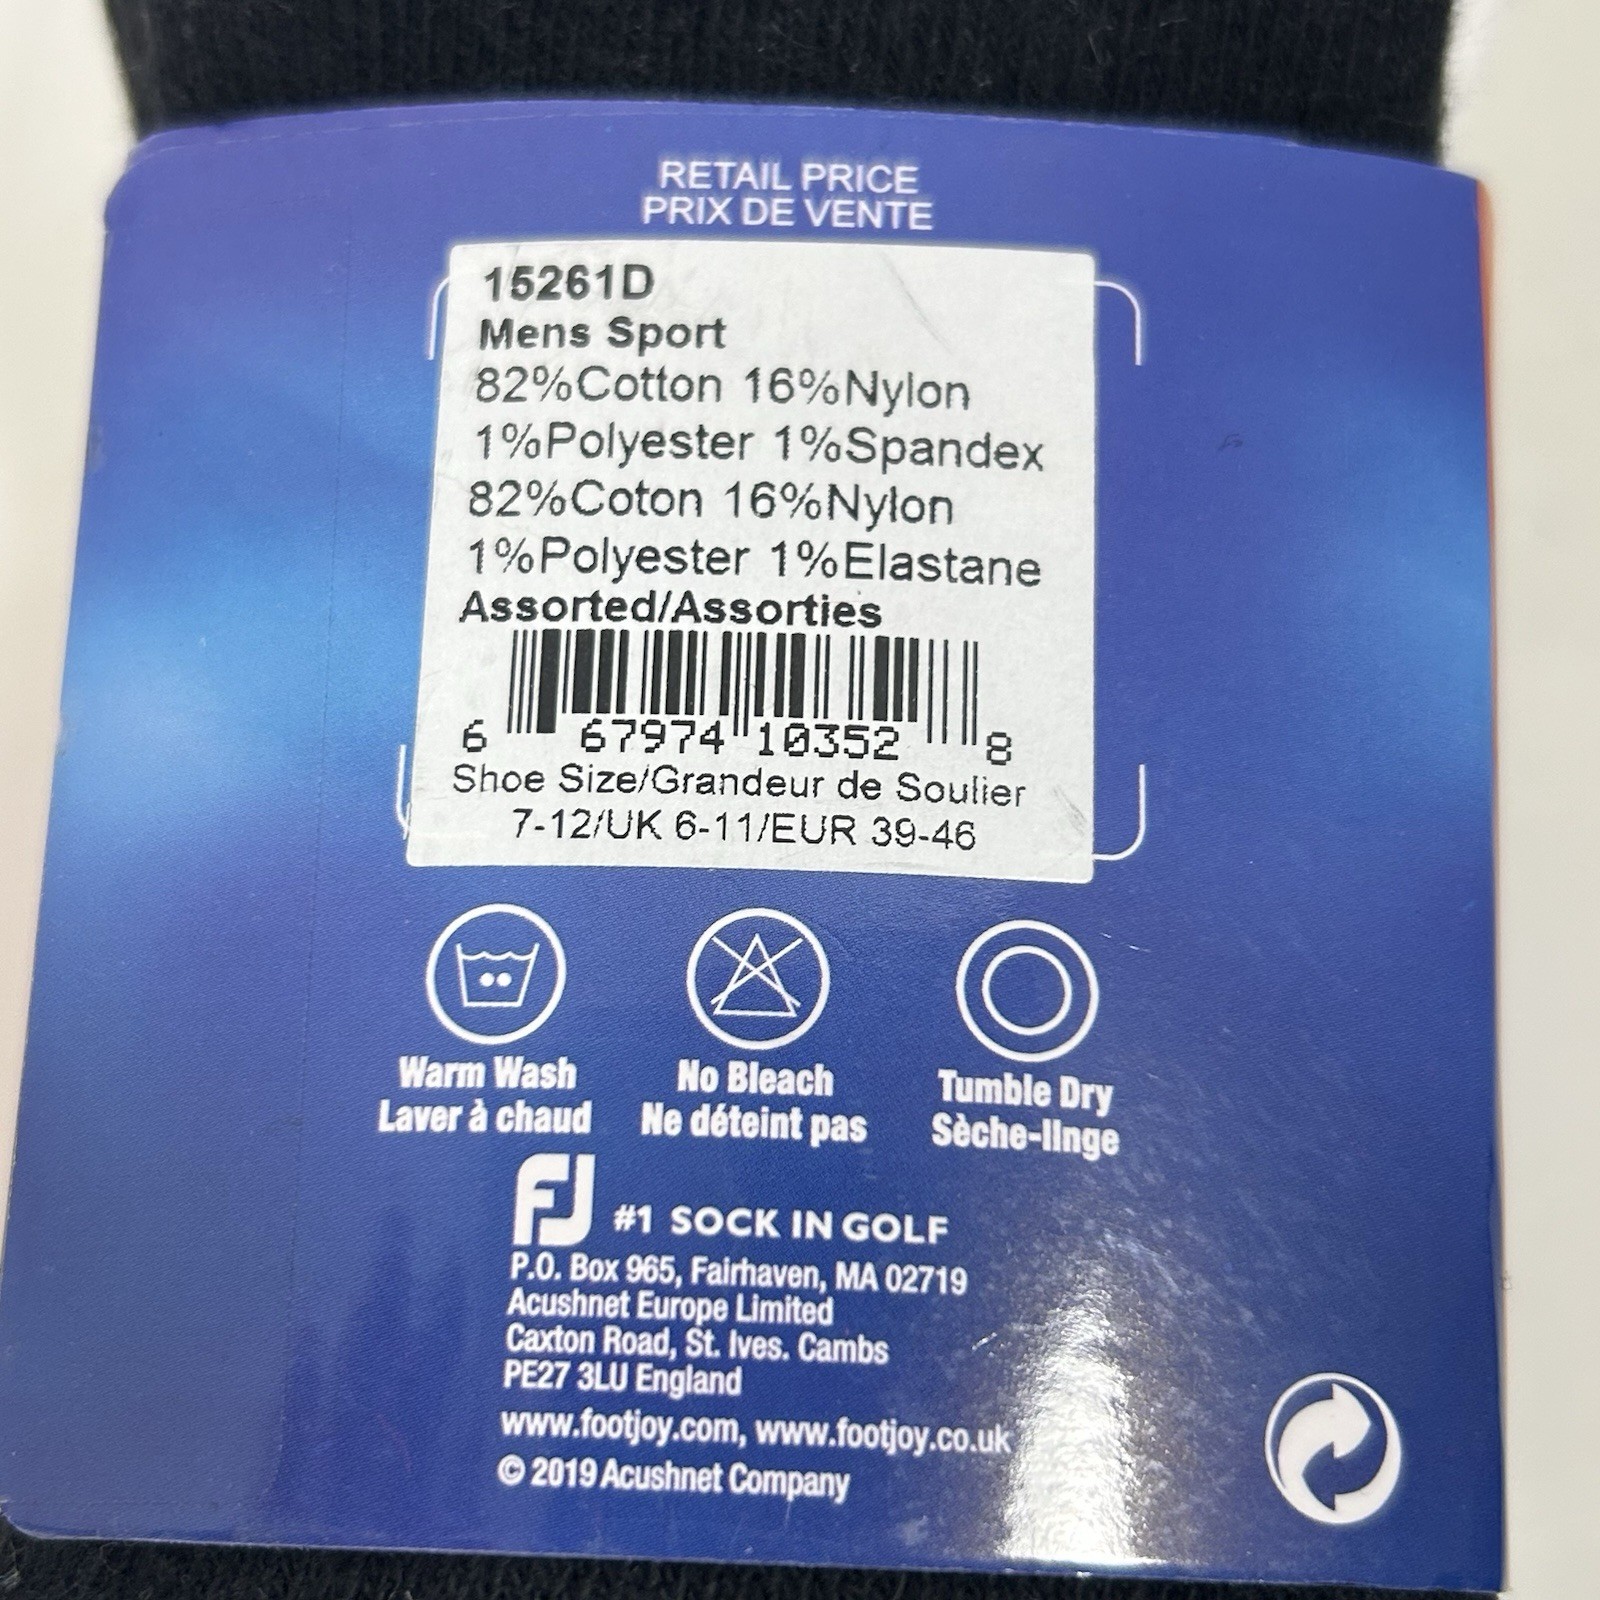 RETAIL PRICE
PRIX DE VENTE
15261D
Mens Sport
82%Cotton 16%Nylon
1%Polyester 1%Spandex
82%Coton 16%Nylon
1%Polyester 1%Elastane
Assorted/Assorties
6 67974 10352 8
Shoe Size/Grandeur de Soulier
7-12/UK 6-11/EUR 39-46
Warm Wash
Laver à chaud
No Bleach
Ne déteint pas
Tumble Dry
Sèche-linge
FJ #1 SOCK IN GOLF
P.O. Box 965, Fairhaven, MA 02719
Acushnet Europe Limited
Caxton Road, St. Ives. Cambs
PE27 3LU England
www.footjoy.com, www.footjoy.co.uk
© 2019 Acushnet Company